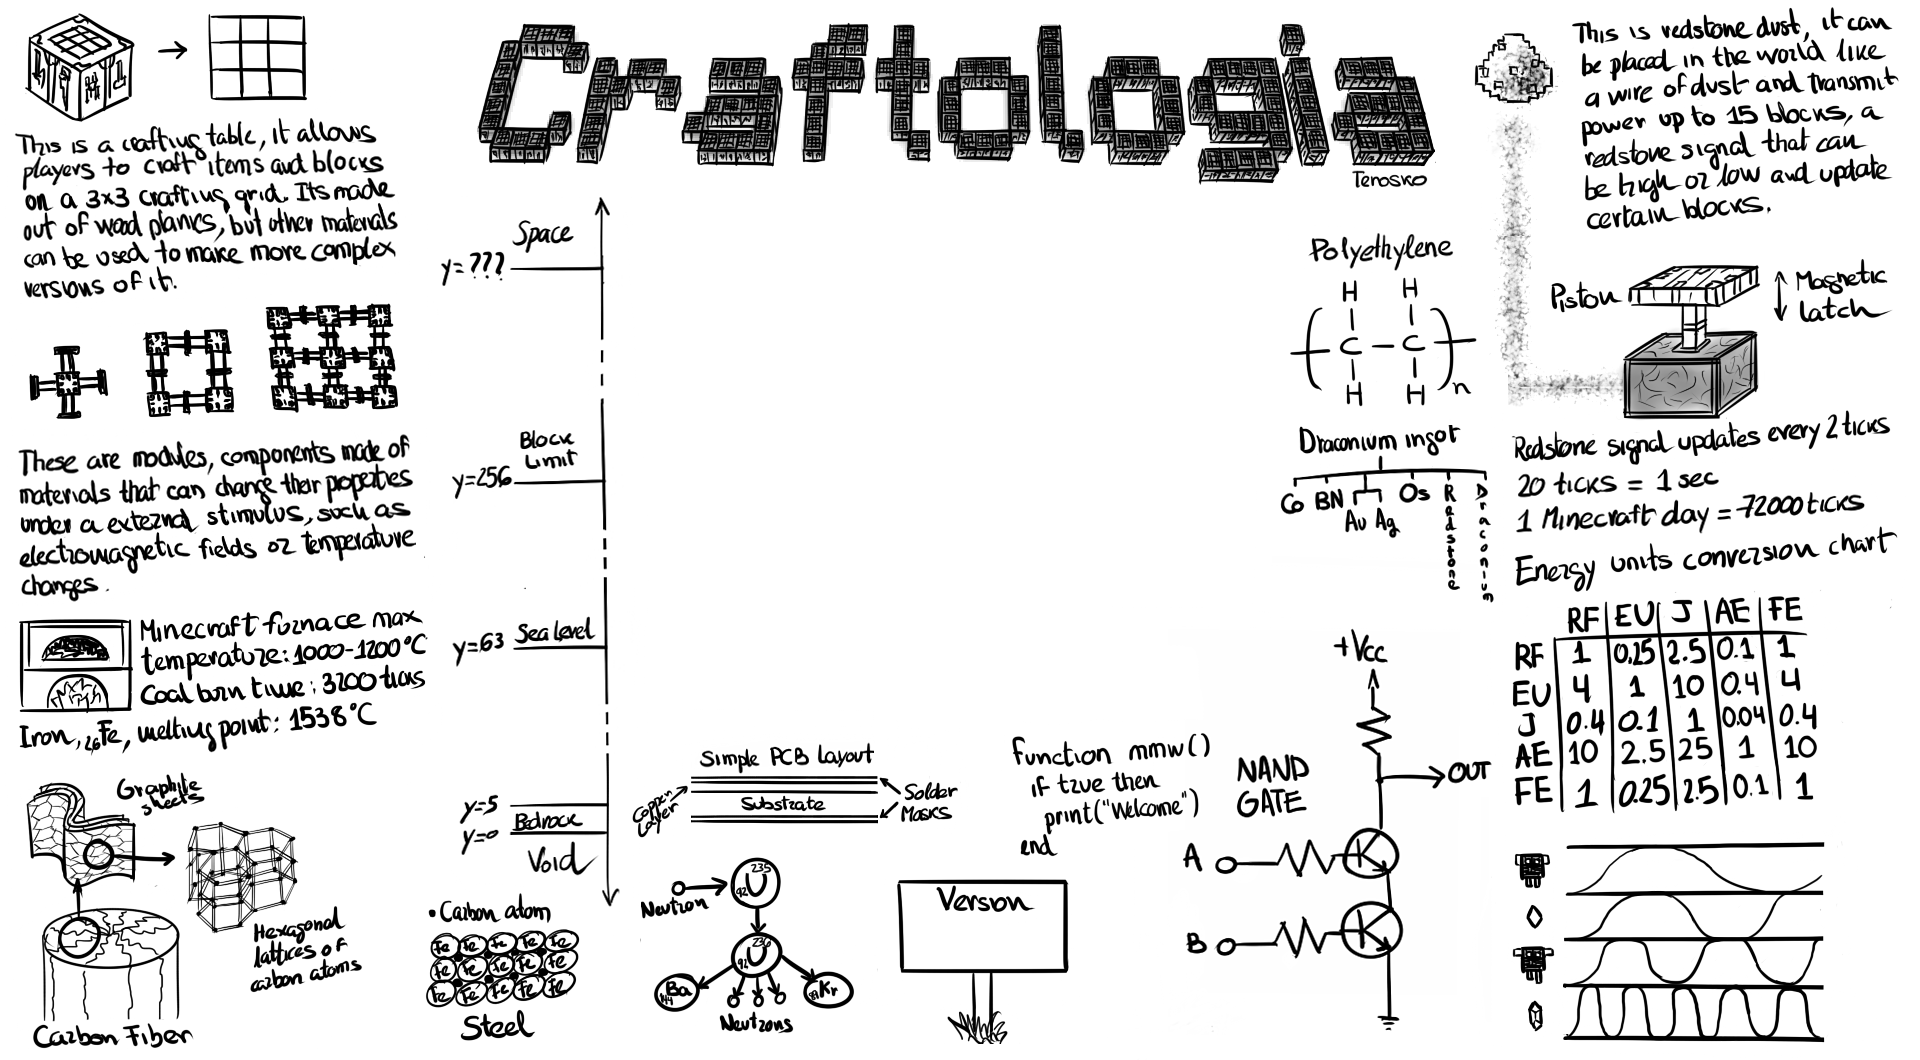 Craftologia
Terosko
This is a crafting table, it allows
players to craft items and blocks
on a 3x3 crafting grid. Its made
out of wood planks, but other materials
can be used to make more complex
versions of it.
These are modules, components made of
materials that can change their properties
under a external stimulus, such as
electromagnetic fields or temperature
changes.
Minecraft furnace max
temperature: 1000-1200°C
Coal burn time: 3200 ticks
Iron, 26Fe, melting point: 1538°C
Graphite
sheets
Hexagonal
lattices of
carbon atoms
Carbon Fiber
Space
y=???
Block
Limit
y=256
Sea level
y=63
y=5
Bedrock
y=0
Void
• Carbon atom
Fe Fe Fe Fe Fe
Fe Fe Fe Fe Fe
Fe Fe Fe Fe Fe
Steel
Simple PCB Layout
Copper
Layer
Substrate
Solder
Masks
Neutron
235
92 U
236
92 U
144 Ba
89 Kr
Neutrons
function mmw()
if true then
print("Welcome")
end
Version
Polyethylene
H H
C - C
H H
n
Draconium ingot
Co BN Au Ag Os Redstone Draconium
+Vcc
NAND
GATE
OUT
A
B
This is redstone dust, it can
be placed in the world like
a wire of dust and transmit
power up to 15 blocks, a
redstone signal that can
be high or low and update
certain blocks.
Piston
Magnetic
latch
Redstone signal updates every 2 ticks
20 ticks = 1 sec
1 Minecraft day = 72000 ticks
Energy units conversion chart
RF EU J AE FE
RF 1 0.25 2.5 0.1 1
EU 4 1 10 0.4 4
J 0.4 0.1 1 0.04 0.4
AE 10 2.5 25 1 10
FE 1 0.25 2.5 0.1 1